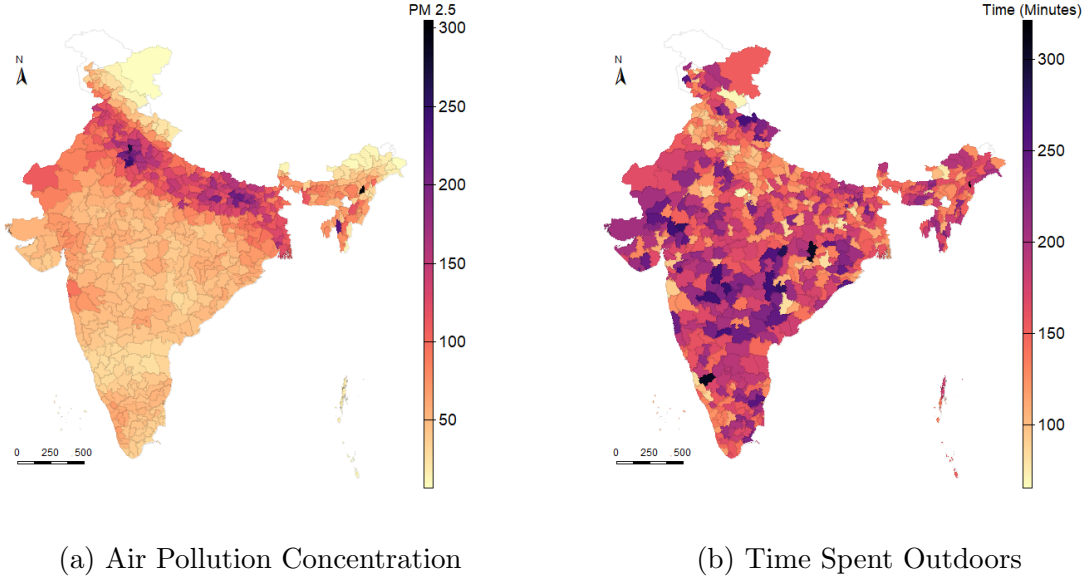 PM 2.5
300
250
200
150
100
50
N
0 250 500
(a) Air Pollution Concentration
Time (Minutes)
300
250
200
150
100
N
0 250 500
(b) Time Spent Outdoors